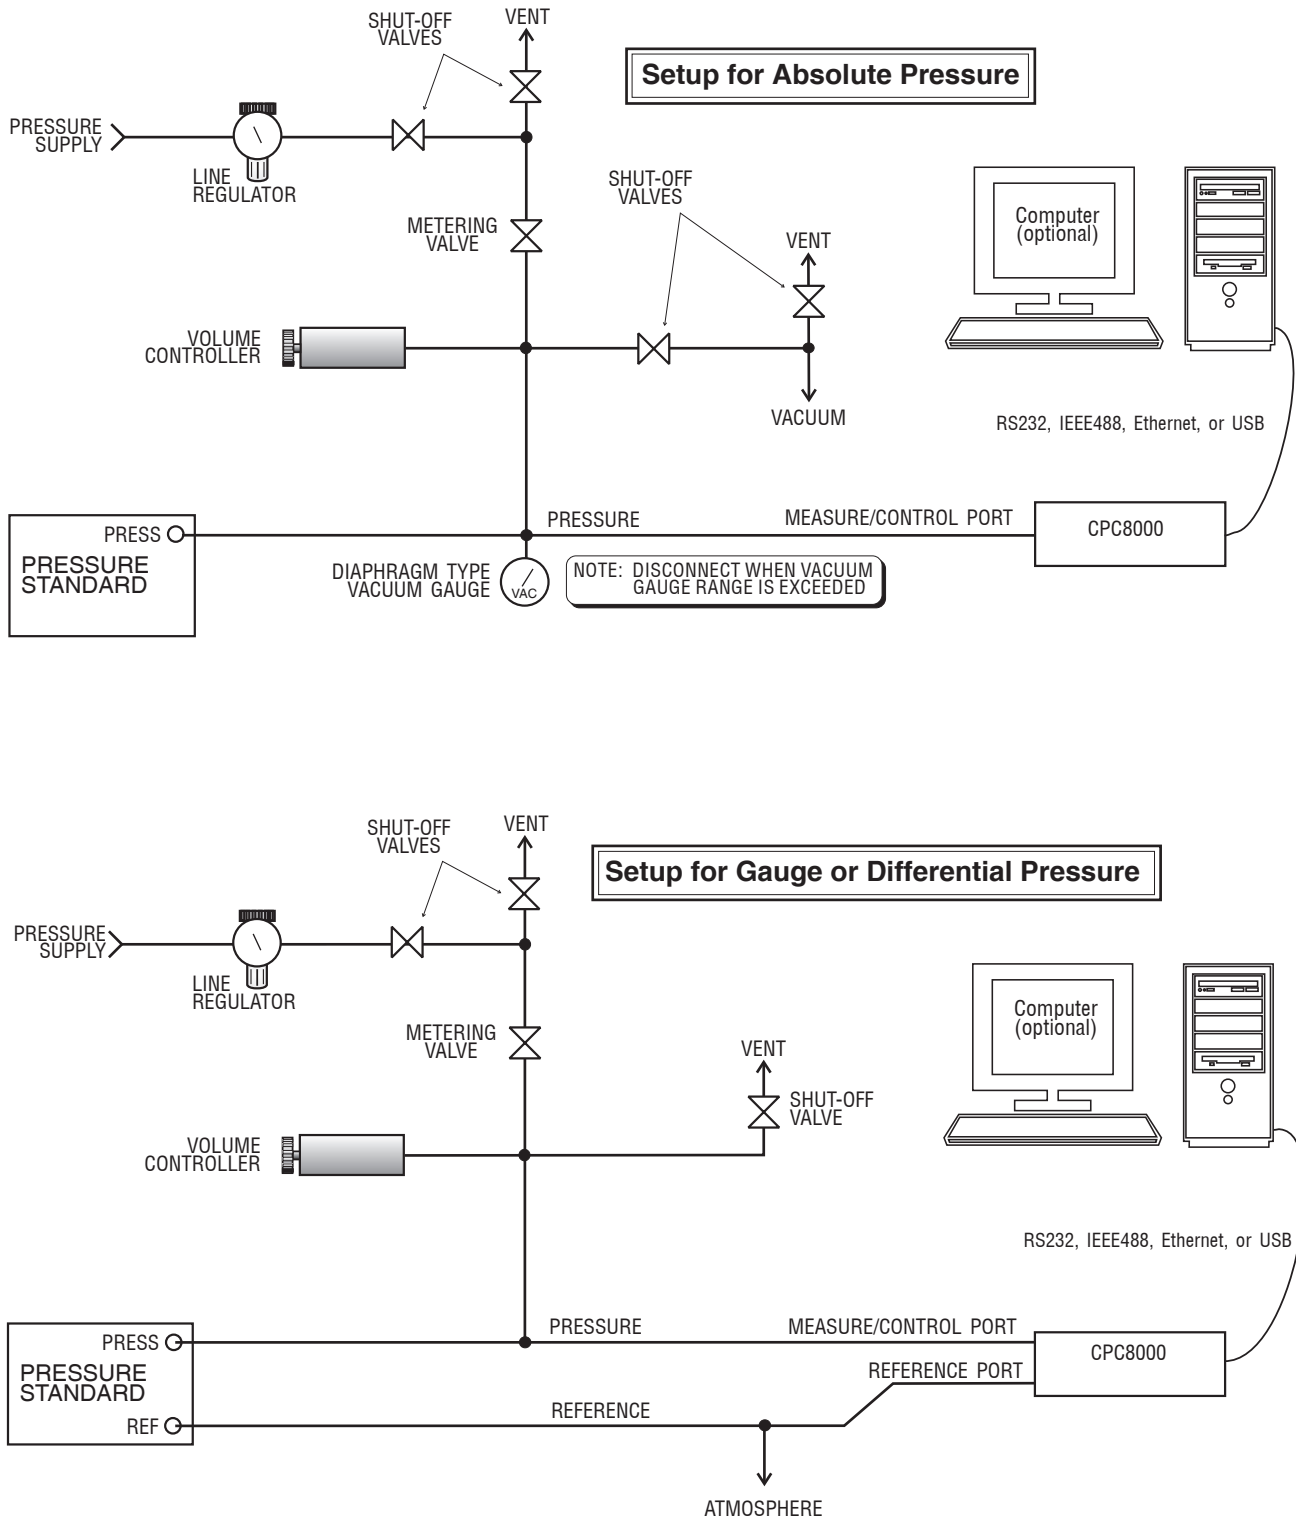 SHUT-OFF
VALVES
VENT
Setup for Absolute Pressure
PRESSURE
SUPPLY
LINE
REGULATOR
SHUT-OFF
VALVES
METERING
VALVE
VENT
Computer
(optional)
VOLUME
CONTROLLER
VACUUM
RS232, IEEE488, Ethernet, or USB
PRESS
PRESSURE
STANDARD
PRESSURE
MEASURE/CONTROL PORT
CPC8000
DIAPHRAGM TYPE
VACUUM GAUGE
VAC
NOTE: DISCONNECT WHEN VACUUM
GAUGE RANGE IS EXCEEDED
SHUT-OFF
VALVES
VENT
Setup for Gauge or Differential Pressure
PRESSURE
SUPPLY
LINE
REGULATOR
METERING
VALVE
VENT
SHUT-OFF
VALVE
Computer
(optional)
VOLUME
CONTROLLER
RS232, IEEE488, Ethernet, or USB
PRESS
PRESSURE
STANDARD
REF
PRESSURE
MEASURE/CONTROL PORT
CPC8000
REFERENCE PORT
REFERENCE
ATMOSPHERE